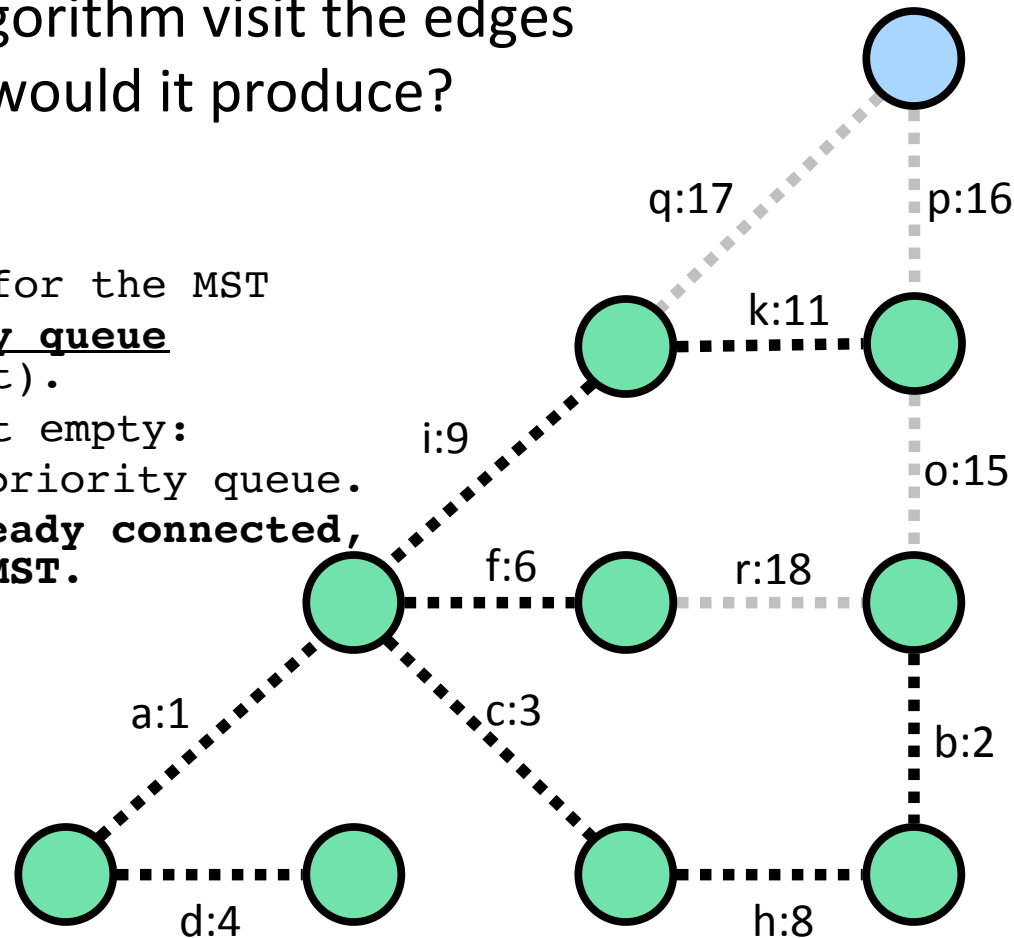 gorithm visit the edges
would it produce?
for the MST
y queue
t).
t empty:
priority queue.
eady connected,
MST.
q:17
p:16
k:11
i:9
o:15
f:6
r:18
a:1
c:3
b:2
d:4
h:8